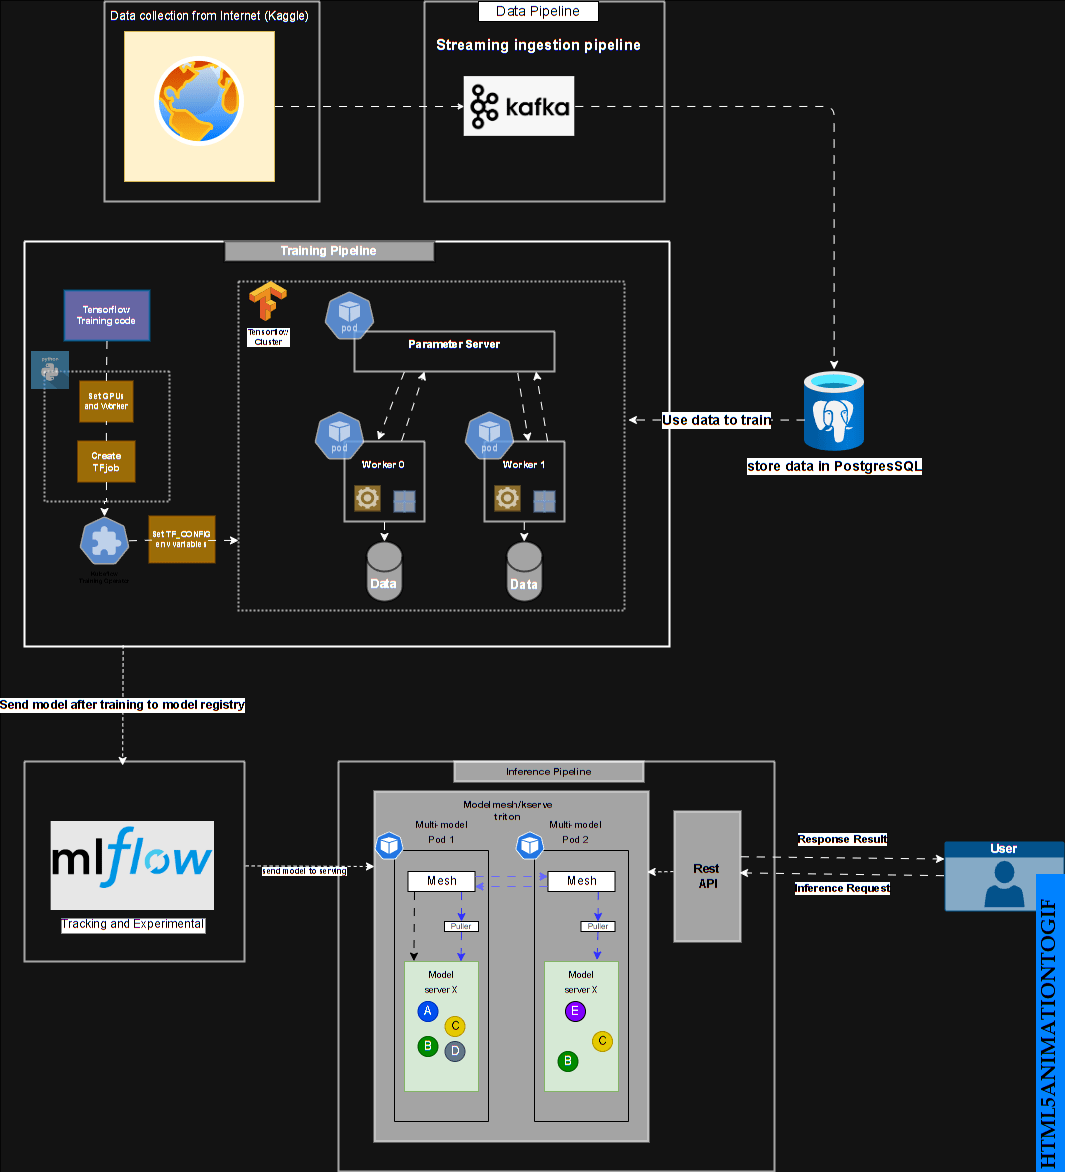 Data collection from Internet (Kaggle)
Data Pipeline
Streaming ingestion pipeline
kafka
Training Pipeline
Tensorflow
Training code
python
Set GPUs
and Worker
Create
TFjob
Set TF_CONFIG
env variables
Training Operator
Tensorflow
Cluster
pod
Parameter Server
pod
Worker 0
pod
Worker 1
Data
Data
Use data to train
store data in PostgresSQL
Send model after training to model registry
mlflow
Tracking and Experimental
send model to serving
Inference Pipeline
Modelmesh/kserve
triton
Multi-model
Pod 1
Multi-model
Pod 2
Mesh
Mesh
Puller
Puller
Model
server X
A
C
B
D
Model
server X
E
C
B
Rest
API
Response Result
Inference Request
User
HTML5ANIMATIONTOGIF